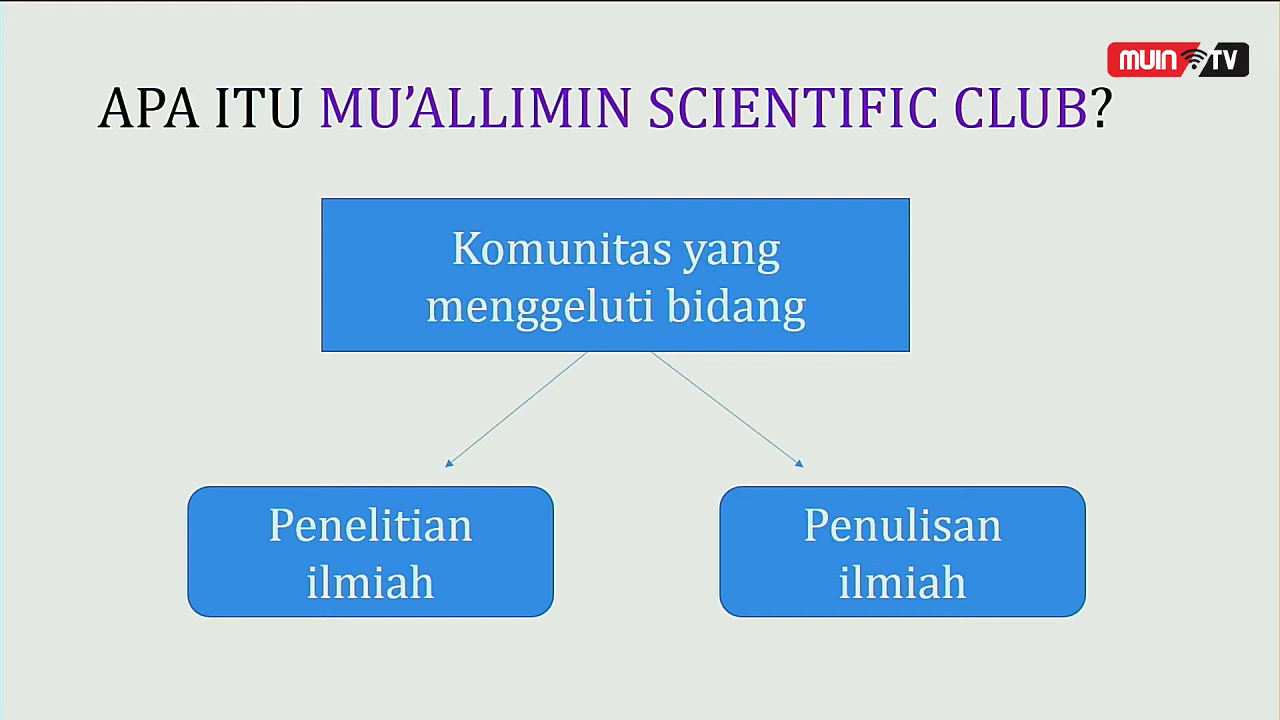 MUIN TV
APA ITU MU’ALLIMIN SCIENTIFIC CLUB?
Komunitas yang
menggeluti bidang
Penelitian
ilmiah
Penulisan
ilmiah